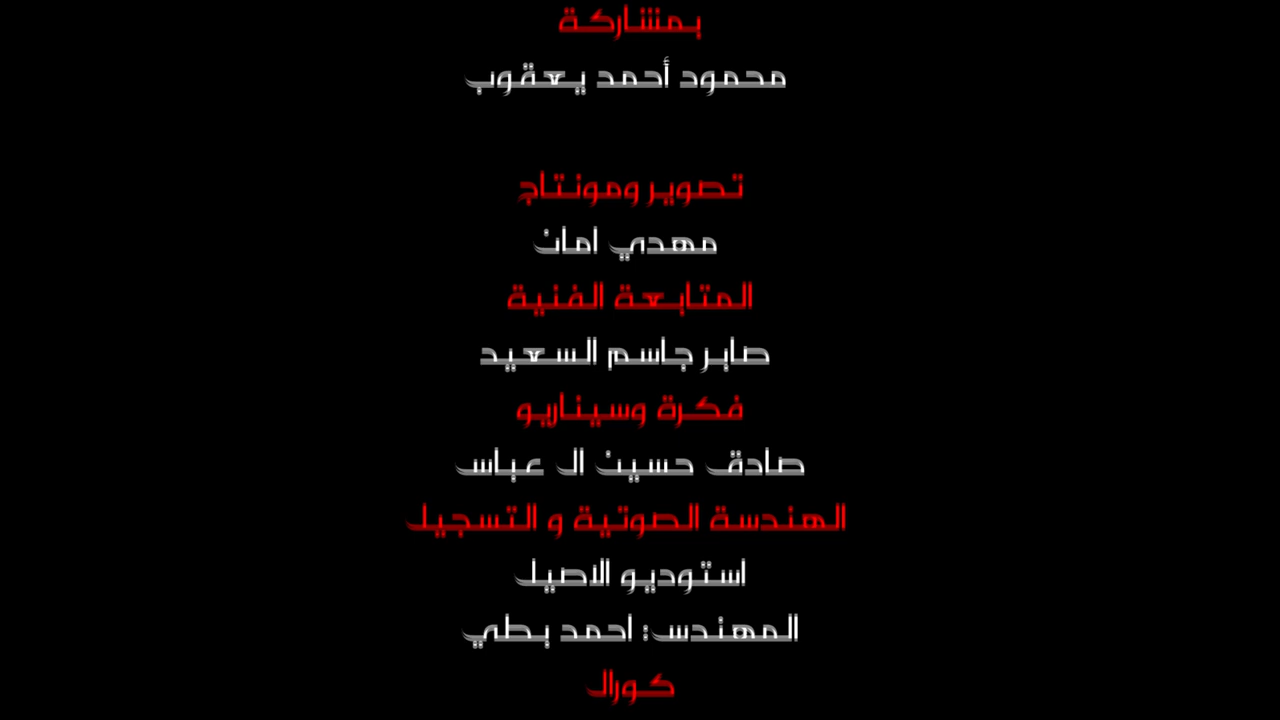 بمشاركة
محمود أحمد يعقوب
تصوير ومونتاج
مهدي امان
المتابعة الفنية
صابر جاسم السعيد
فكرة وسيناريو
صادق حسين ال عباس
الهندسة الصوتية و التسجيل
استوديو الاصيل
المهندس: احمد بطي
كورال